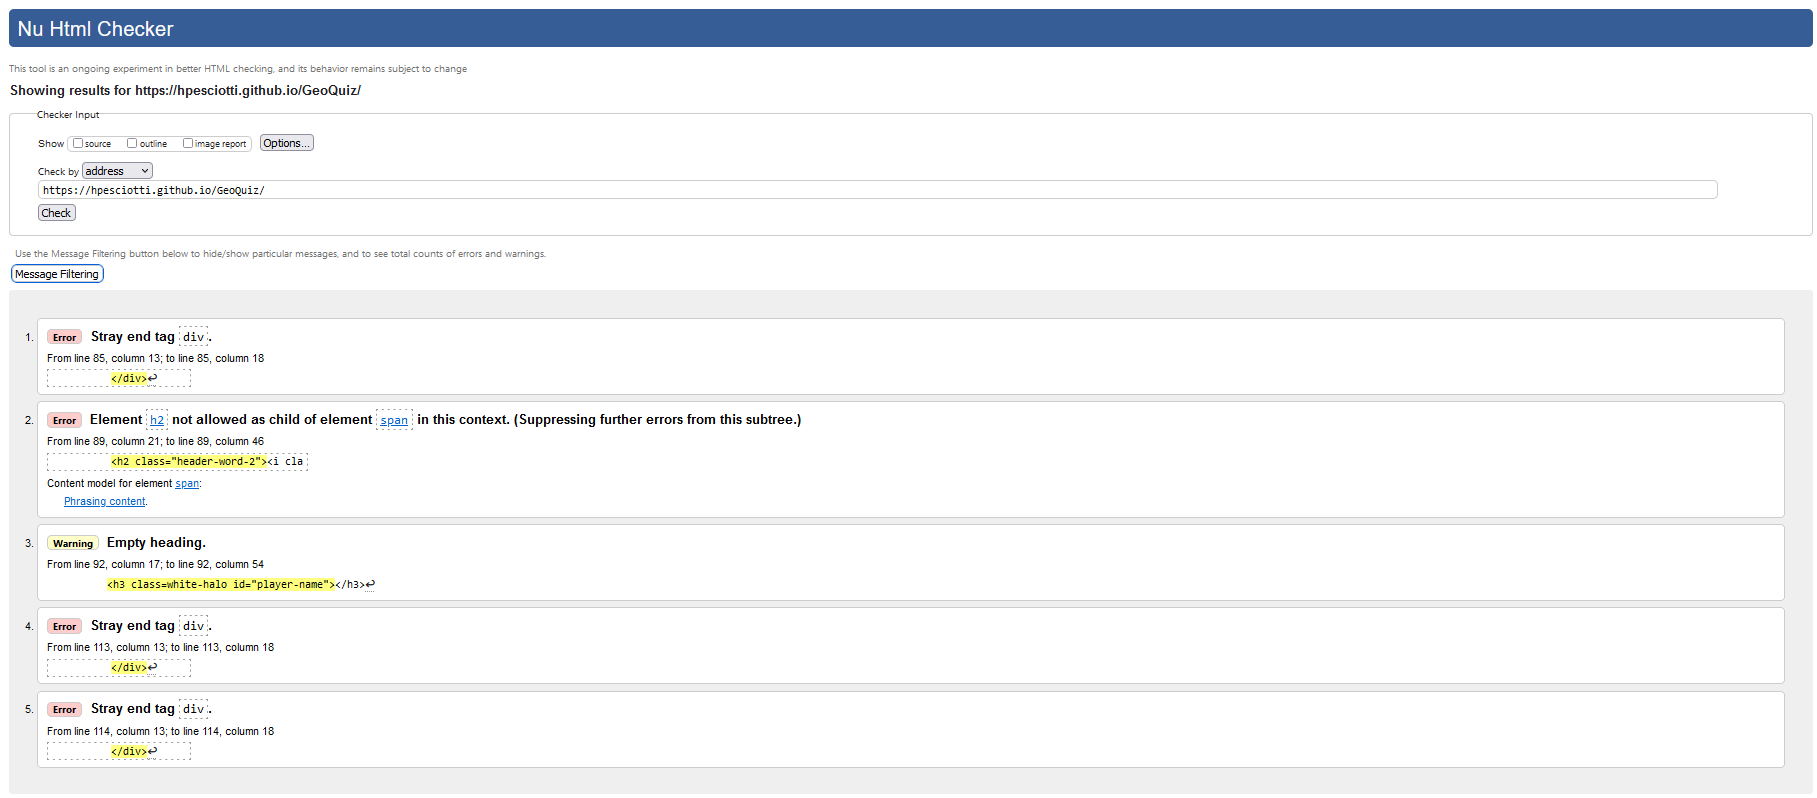 Nu Html Checker
This tool is an ongoing experiment in better HTML checking, and its behavior remains subject to change
Showing results for https://hpesciotti.github.io/GeoQuiz/
Checker Input
Show source outline image report Options...
Check by address
https://hpesciotti.github.io/GeoQuiz/
Check
Use the Message Filtering button below to hide/show particular messages, and to see total counts of errors and warnings.
Message Filtering
1. Error Stray end tag div.
From line 85, column 13; to line 85, column 18
</div>↩
2. Error Element h2 not allowed as child of element span in this context. (Suppressing further errors from this subtree.)
From line 89, column 21; to line 89, column 46
<h2 class="header-word-2"><i cla
Content model for element span:
Phrasing content.
3. Warning Empty heading.
From line 92, column 17; to line 92, column 54
<h3 class=white-halo id="player-name"></h3>↩
4. Error Stray end tag div.
From line 113, column 13; to line 113, column 18
</div>↩
5. Error Stray end tag div.
From line 114, column 13; to line 114, column 18
</div>↩